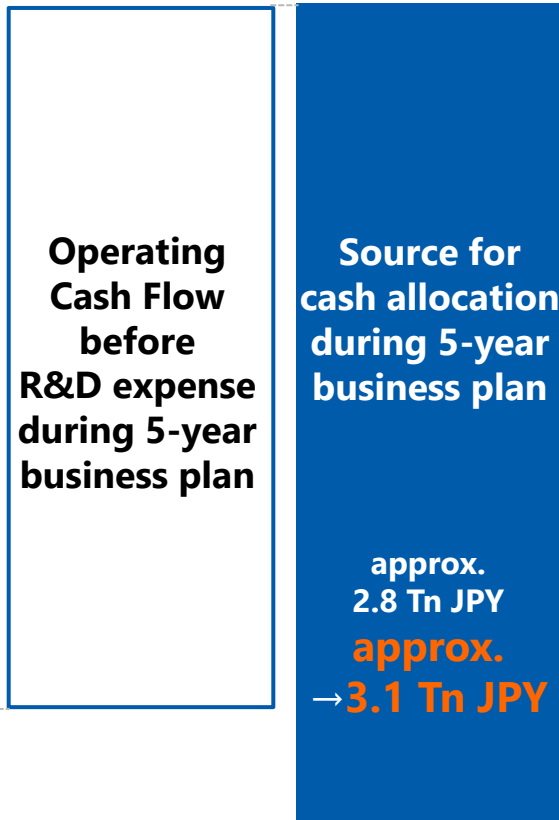 Operating
Cash Flow
before
R&D expense
during 5-year
business plan
Source for
cash allocation
during 5-year
business plan
approx.
2.8 Tn JPY
approx.
→3.1 Tn JPY